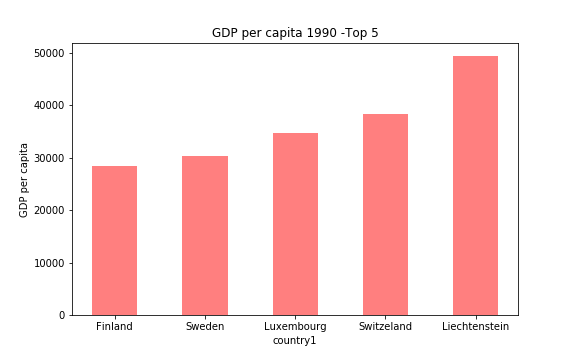 GDP per capita 1990 -Top 5
GDP per capita
50000
40000
30000
20000
10000
0
Finland Sweden Luxembourg Switzeland Liechtenstein
country1